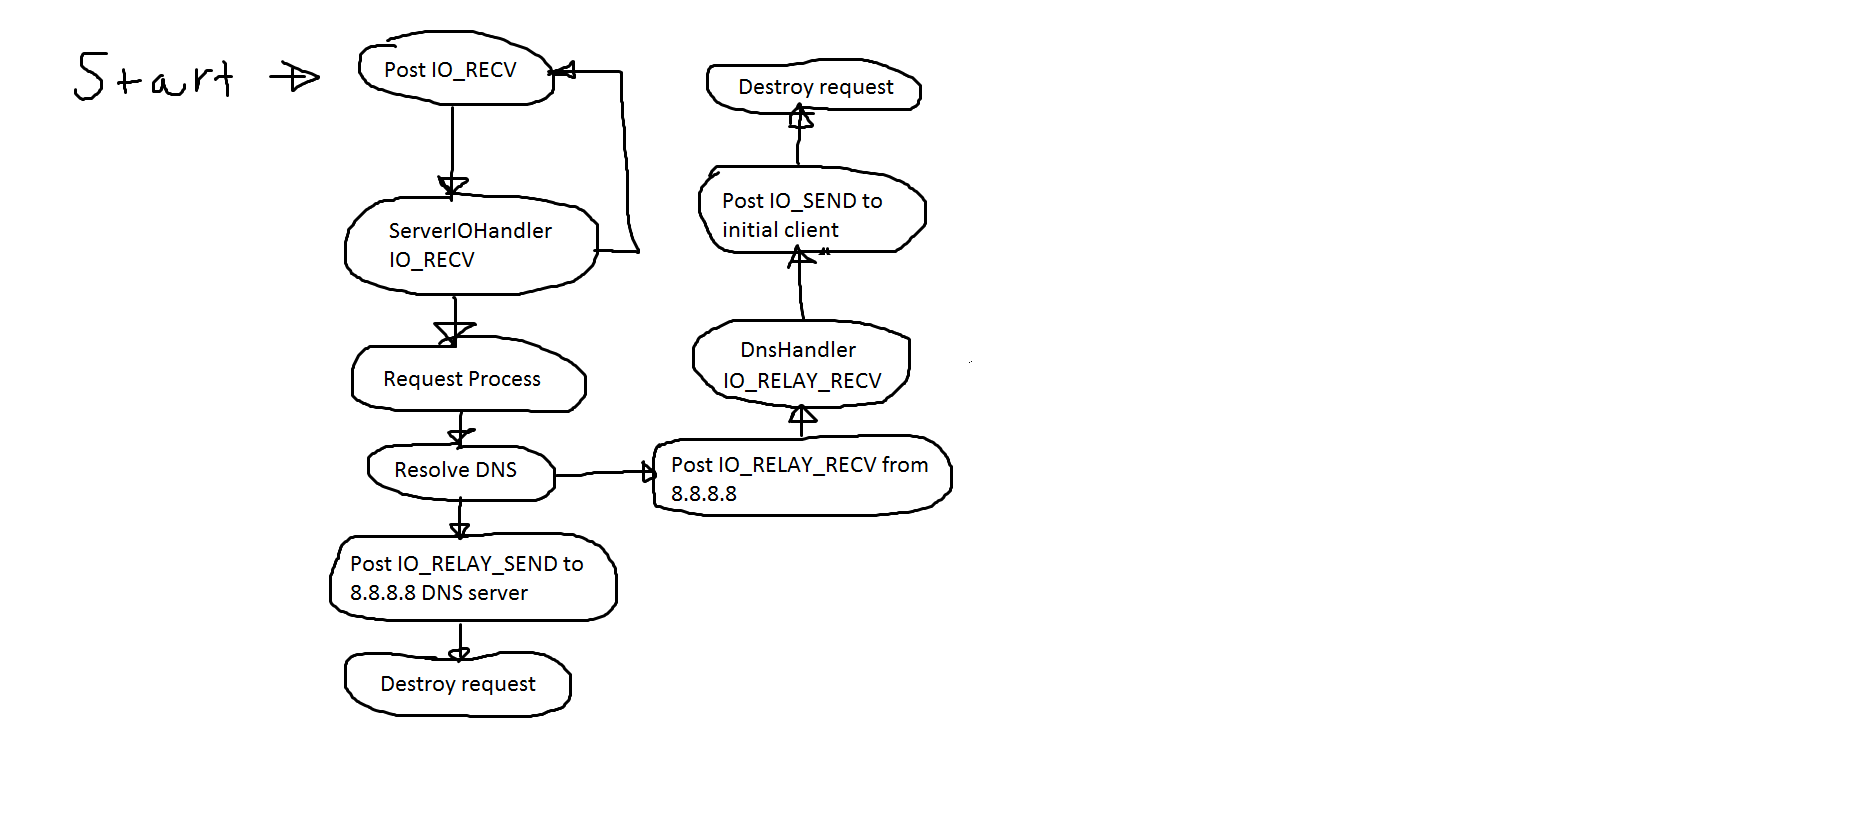 Start
Post IO_RECV
ServerIOHandler
IO_RECV
Request Process
Resolve DNS
Post IO_RELAY_SEND to
8.8.8.8 DNS server
Destroy request
Post IO_RELAY_RECV from
8.8.8.8
DnsHandler
IO_RELAY_RECV
Post IO_SEND to
initial client
Destroy request